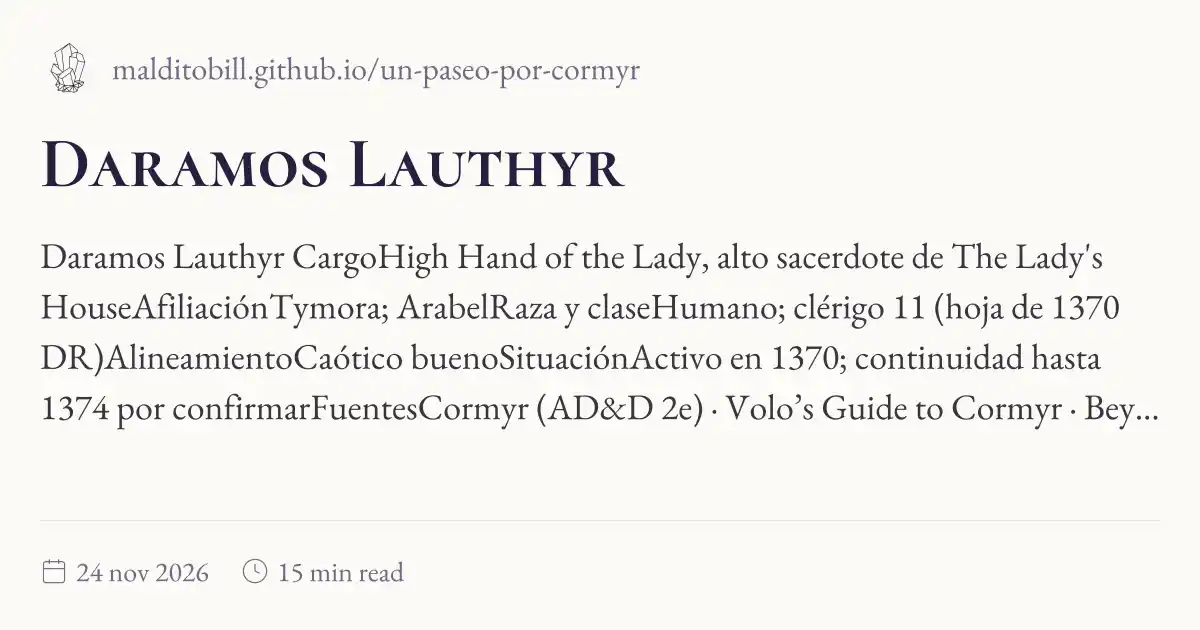 malditobill.github.io/un-paseo-por-cormyr
Daramos Lauthyr
Daramos Lauthyr CargoHigh Hand of the Lady, alto sacerdote de The Lady's
HouseAfiliaciónTymora; ArabelRaza y claseHumano; clérigo 11 (hoja de 1370
DR)AlineamientoCaótico buenoSituaciónActivo en 1370; continuidad hasta
1374 por confirmarFuentesCormyr (AD&D 2e) · Volo’s Guide to Cormyr · Bey...
24 nov 2026
15 min read